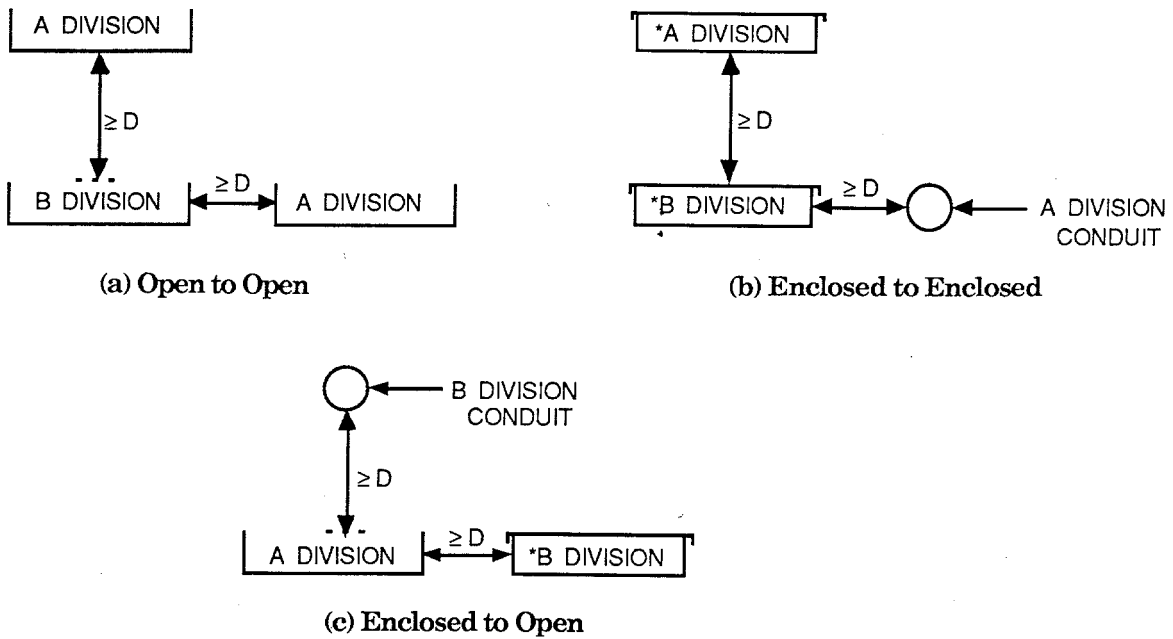 A DIVISION
≥ D
B DIVISION
≥ D
A DIVISION
(a) Open to Open
*A DIVISION
≥ D
*B DIVISION
≥ D
A DIVISION
CONDUIT
(b) Enclosed to Enclosed
B DIVISION
CONDUIT
≥ D
A DIVISION
≥ D
*B DIVISION
(c) Enclosed to Open